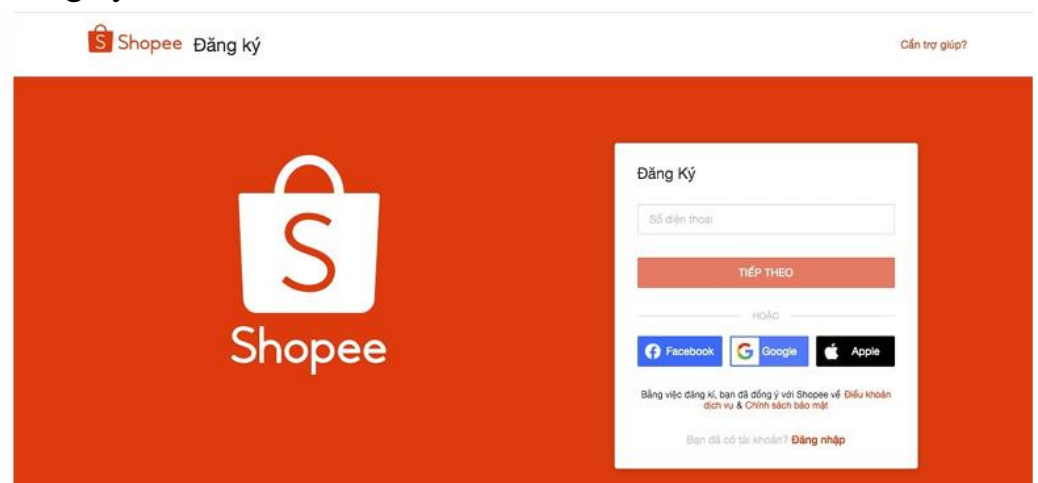 Shopee Đăng ký
Cần trợ giúp?
S
Shopee
Đăng Ký
Số điện thoại
TIẾP THEO
HOẶC
Facebook
Google
Apple
Bằng việc đăng kí, bạn đã đồng ý với Shopee về Điều khoản
dịch vụ & Chính sách bảo mật
Bạn đã có tài khoản? Đăng nhập